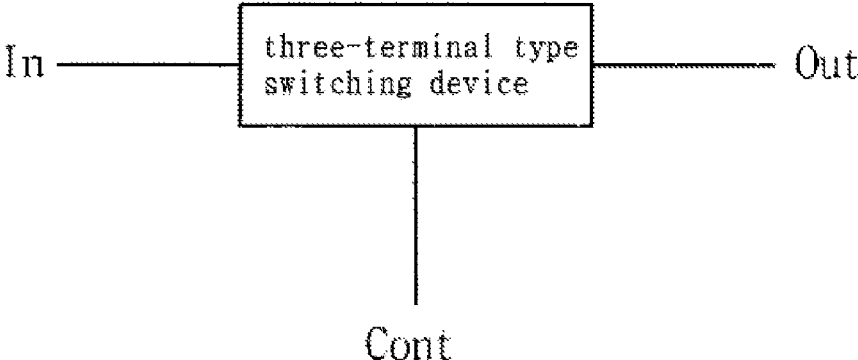 three-terminal type
switching device
In
Out
Cont